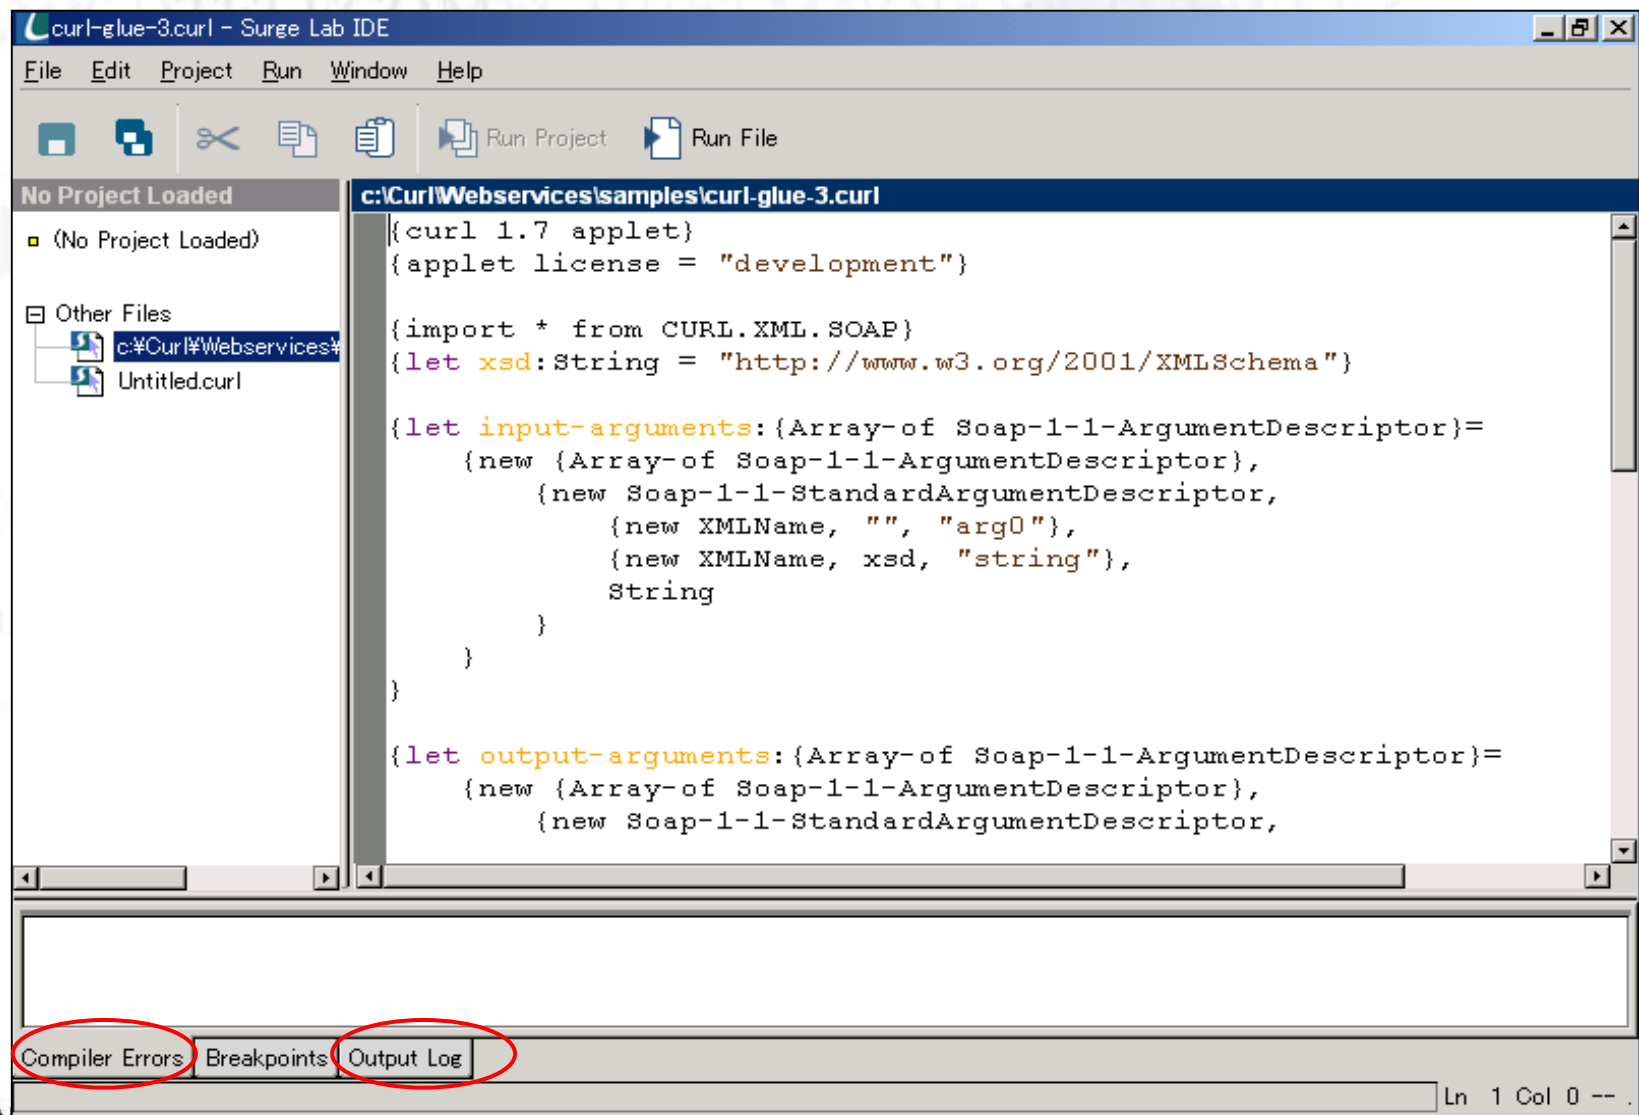 curl-glue-3.curl - Surge Lab IDE
File Edit Project Run Window Help
Run Project Run File
No Project Loaded
(No Project Loaded)
Other Files
c:¥Curl¥Webservices¥
Untitled.curl
c:\Curl\Webservices\samples\curl-glue-3.curl
{curl 1.7 applet}
{applet license = "development"}
{import * from CURL.XML.SOAP}
{let xsd:String = "http://www.w3.org/2001/XMLSchema"}
{let input-arguments:{Array-of Soap-1-1-ArgumentDescriptor}=
{new {Array-of Soap-1-1-ArgumentDescriptor},
{new Soap-1-1-StandardArgumentDescriptor,
{new XMLName, "", "arg0"},
{new XMLName, xsd, "string"},
String
}
}
}
{let output-arguments:{Array-of Soap-1-1-ArgumentDescriptor}=
{new {Array-of Soap-1-1-ArgumentDescriptor},
{new Soap-1-1-StandardArgumentDescriptor,
Compiler Errors Breakpoints Output Log
Ln 1 Col 0 -- .